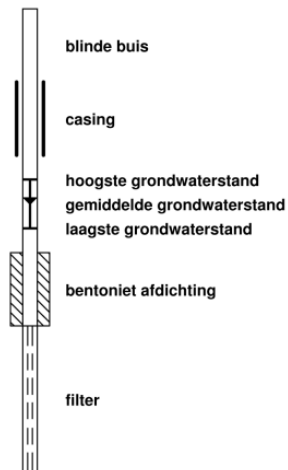 blinde buis
casing
hoogste grondwaterstand
gemiddelde grondwaterstand
laagste grondwaterstand
bentoniet afdichting
filter